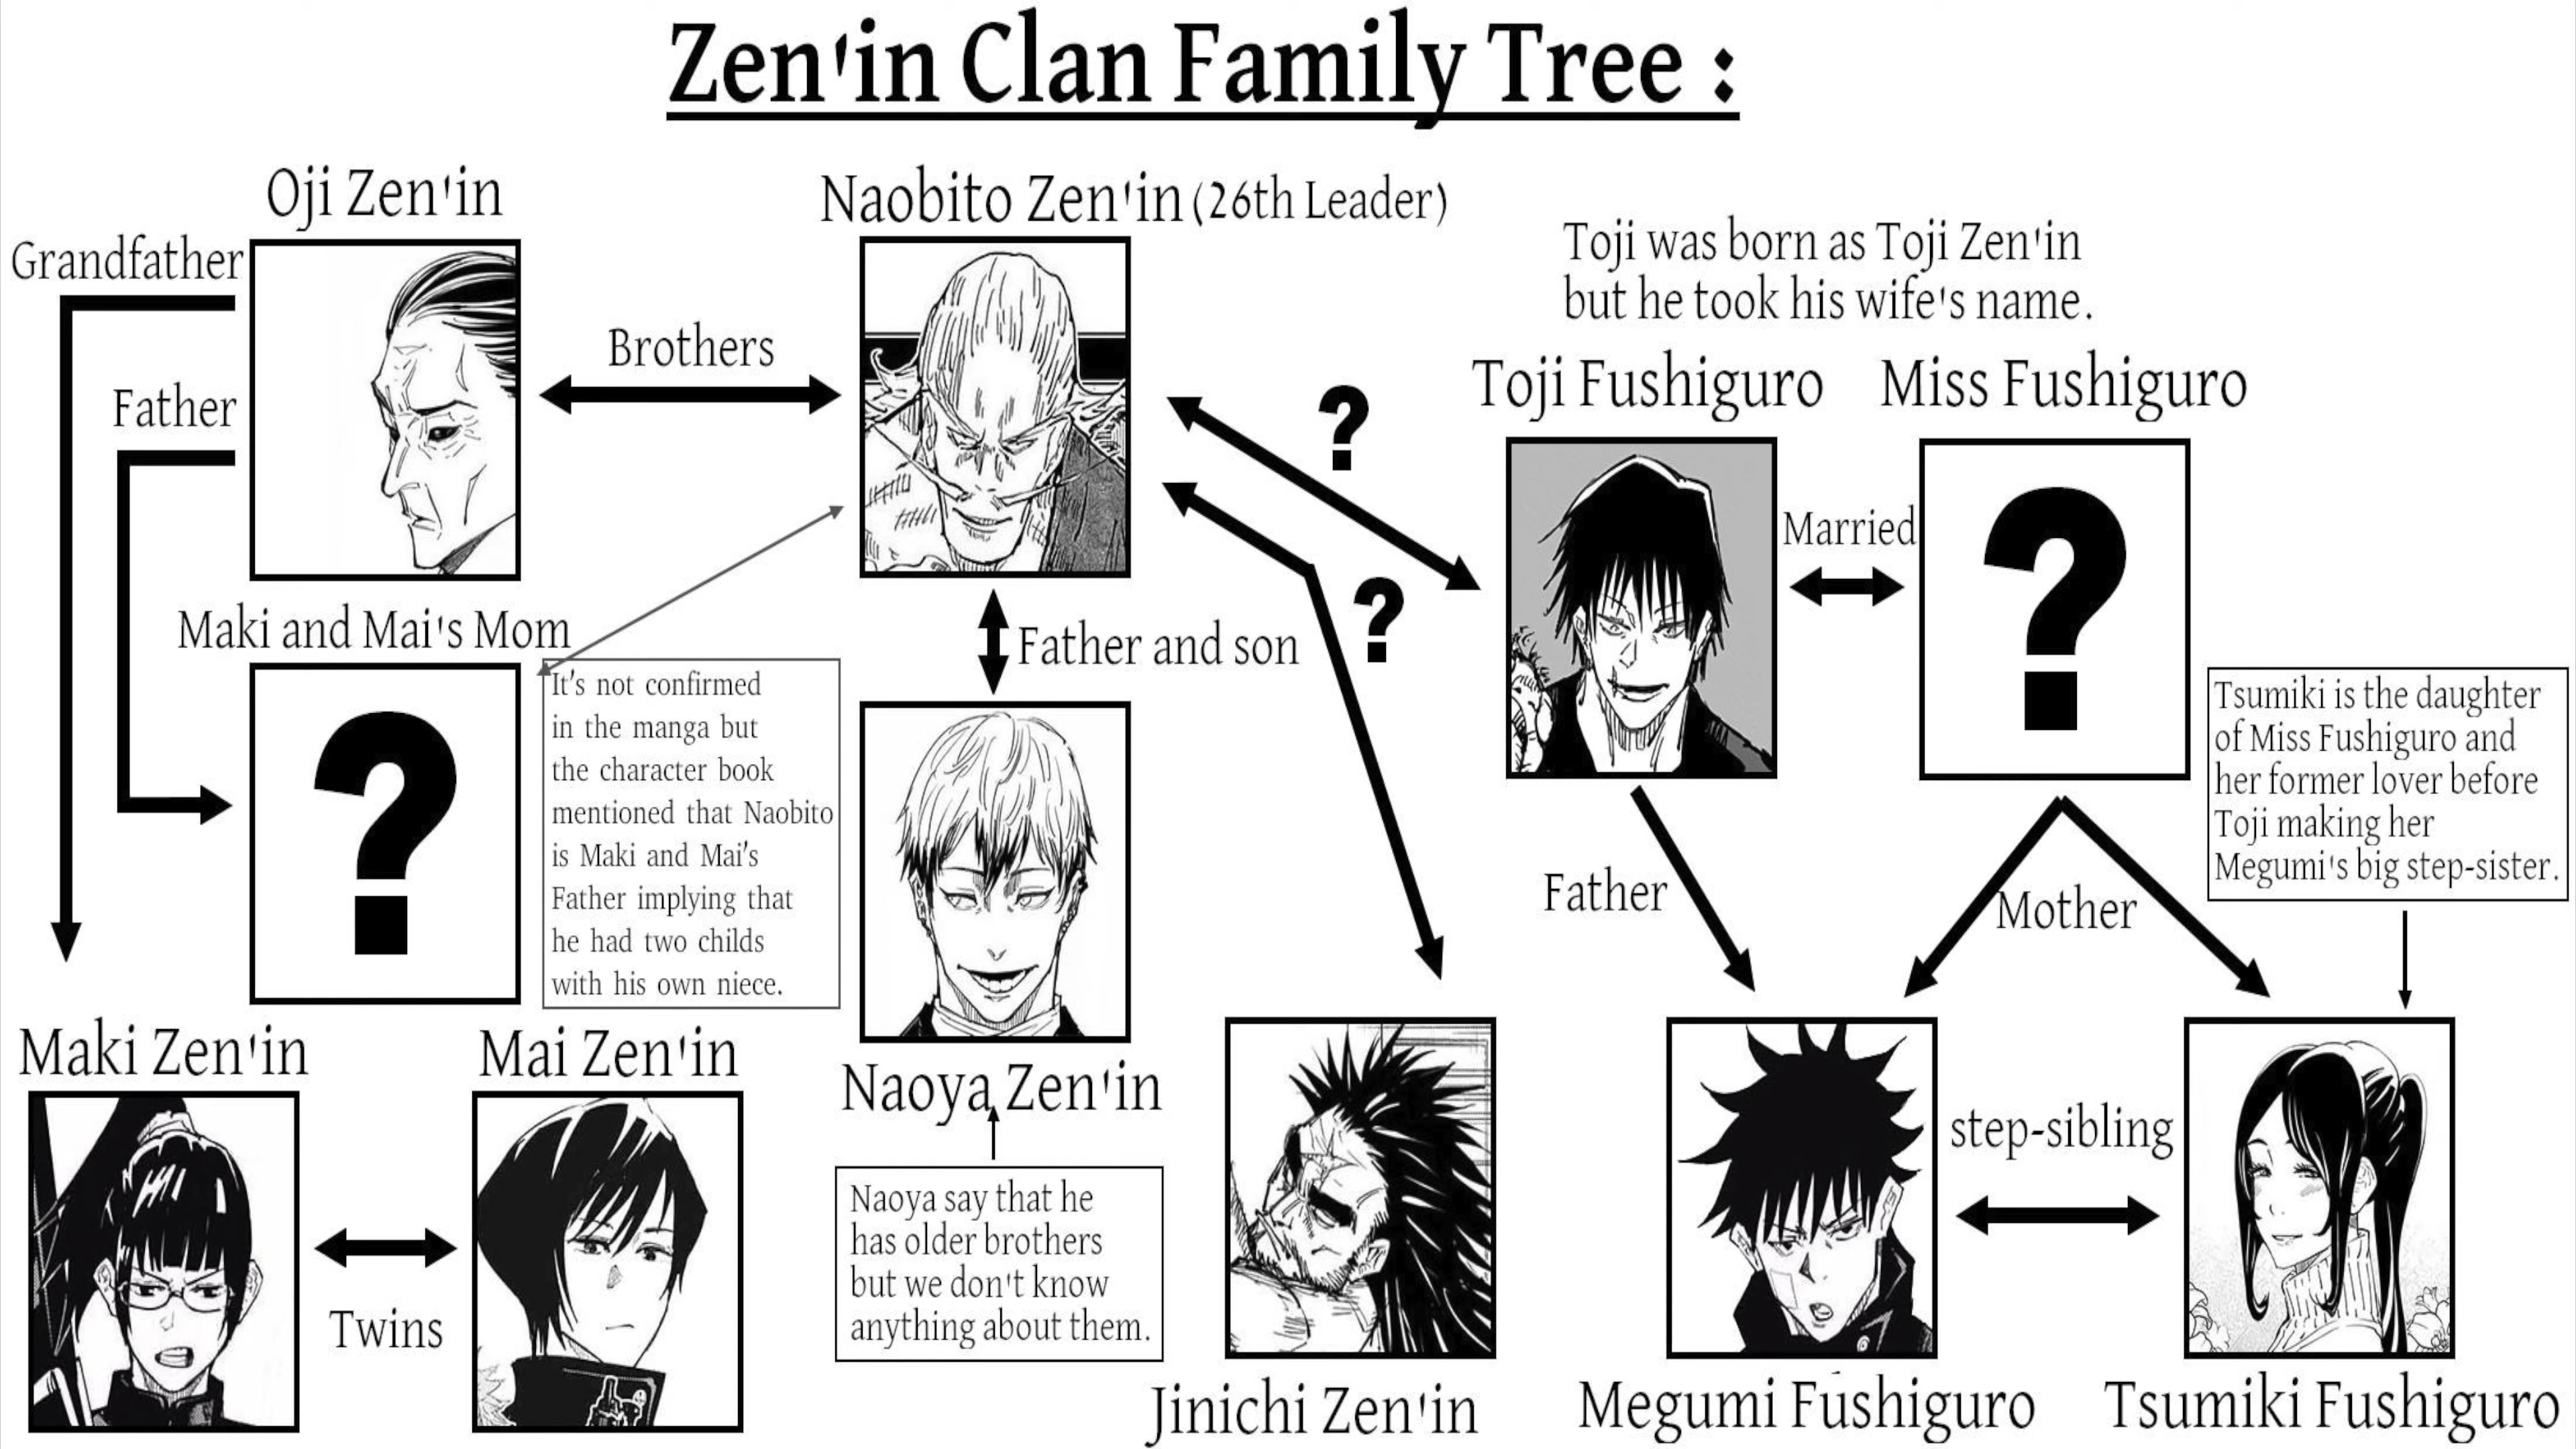 Zen'in Clan Family Tree :
Oji Zen'in
Naobito Zen'in (26th Leader)
Grandfather
Father
Brothers
?
?
Toji was born as Toji Zen'in
but he took his wife's name.
Toji Fushiguro
Miss Fushiguro
Married
?
Maki and Mai's Mom
?
It's not confirmed
in the manga but
the character book
mentioned that Naobito
is Maki and Mai's
Father implying that
he had two childs
with his own niece.
Father and son
Father
Mother
Tsumiki is the daughter
of Miss Fushiguro and
her former lover before
Toji making her
Megumi's big step-sister.
Maki Zen'in
Mai Zen'in
Twins
Naoya Zen'in
Naoya say that he
has older brothers
but we don't know
anything about them.
Jinichi Zen'in
step-sibling
Megumi Fushiguro
Tsumiki Fushiguro